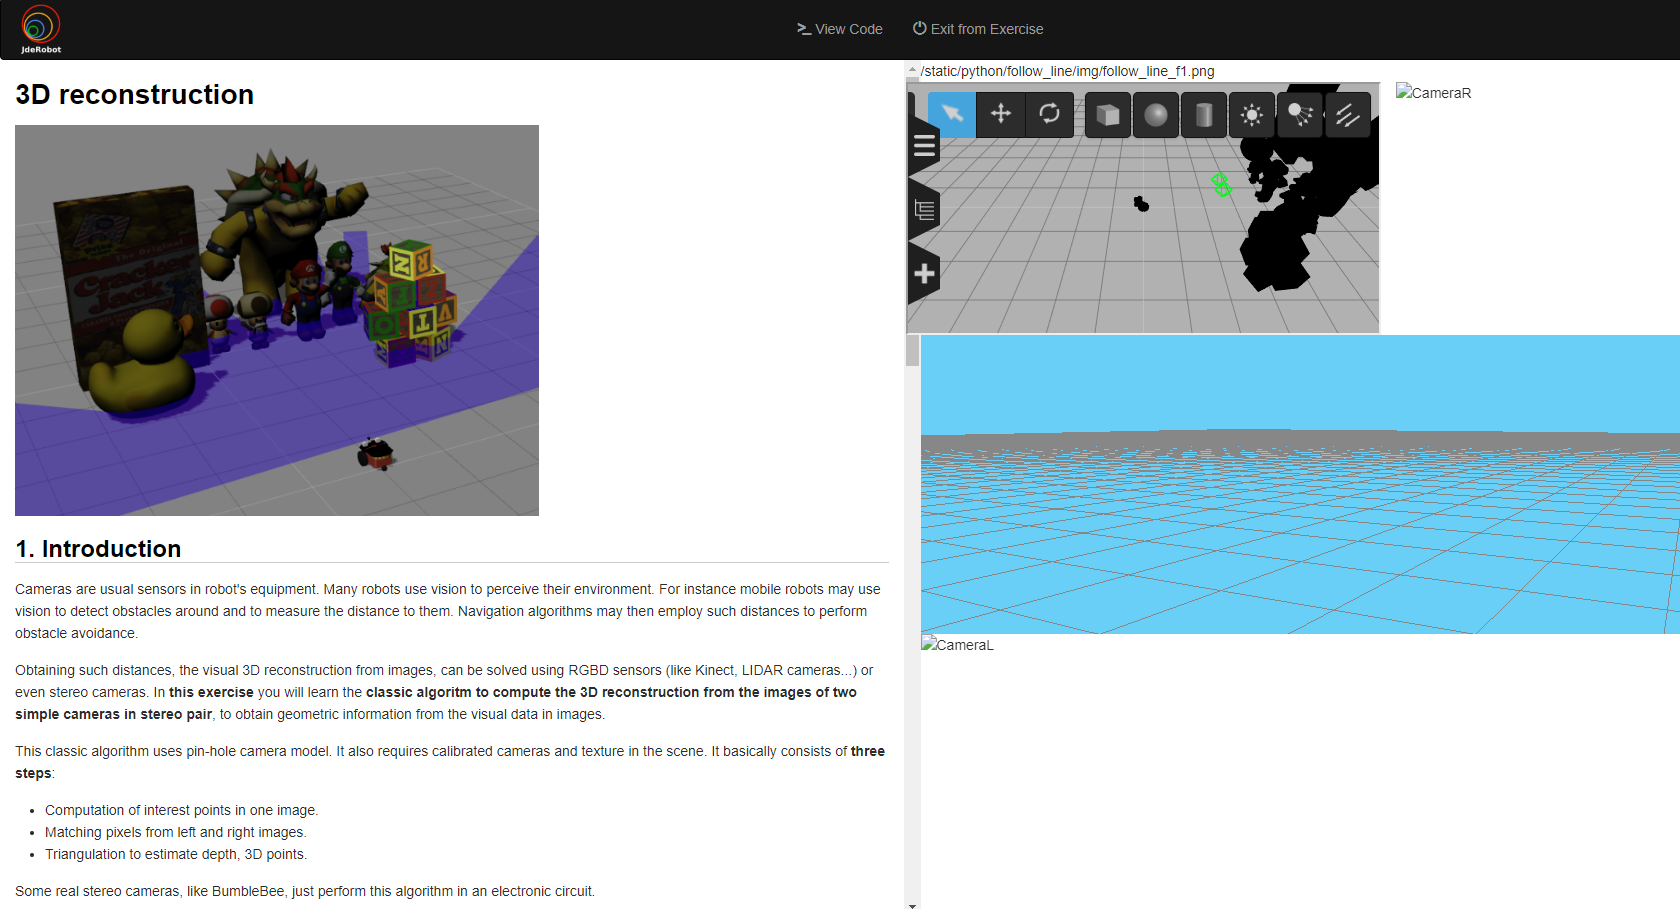 JdeRobot
View Code
Exit from Exercise
3D reconstruction
The Original
Cracker
Jack
1. Introduction
Cameras are usual sensors in robot's equipment. Many robots use vision to perceive their environment. For instance mobile robots may use
vision to detect obstacles around and to measure the distance to them. Navigation algorithms may then employ such distances to perform
obstacle avoidance.
Obtaining such distances, the visual 3D reconstruction from images, can be solved using RGBD sensors (like Kinect, LIDAR cameras...) or
even stereo cameras. In this exercise you will learn the classic algoritm to compute the 3D reconstruction from the images of two
simple cameras in stereo pair, to obtain geometric information from the visual data in images.
This classic algorithm uses pin-hole camera model. It also requires calibrated cameras and texture in the scene. It basically consists of three
steps:
• Computation of interest points in one image.
• Matching pixels from left and right images.
• Triangulation to estimate depth, 3D points.
Some real stereo cameras, like BumbleBee, just perform this algorithm in an electronic circuit.
/static/python/follow_line/img/follow_line_f1.png
CameraR
CameraL